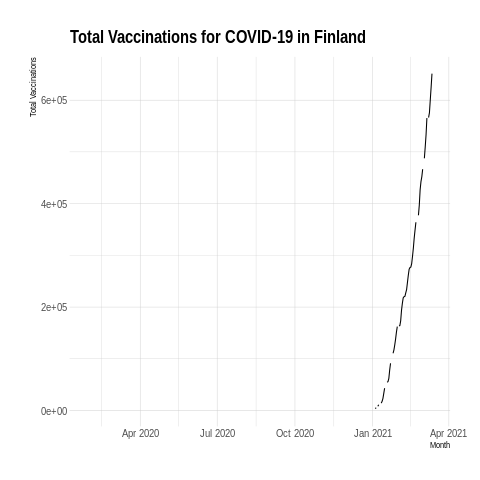 Total Vaccinations for COVID-19 in Finland
Total Vaccinations
6e+05
4e+05
2e+05
0e+00
Apr 2020 Jul 2020 Oct 2020 Jan 2021 Apr 2021
Month